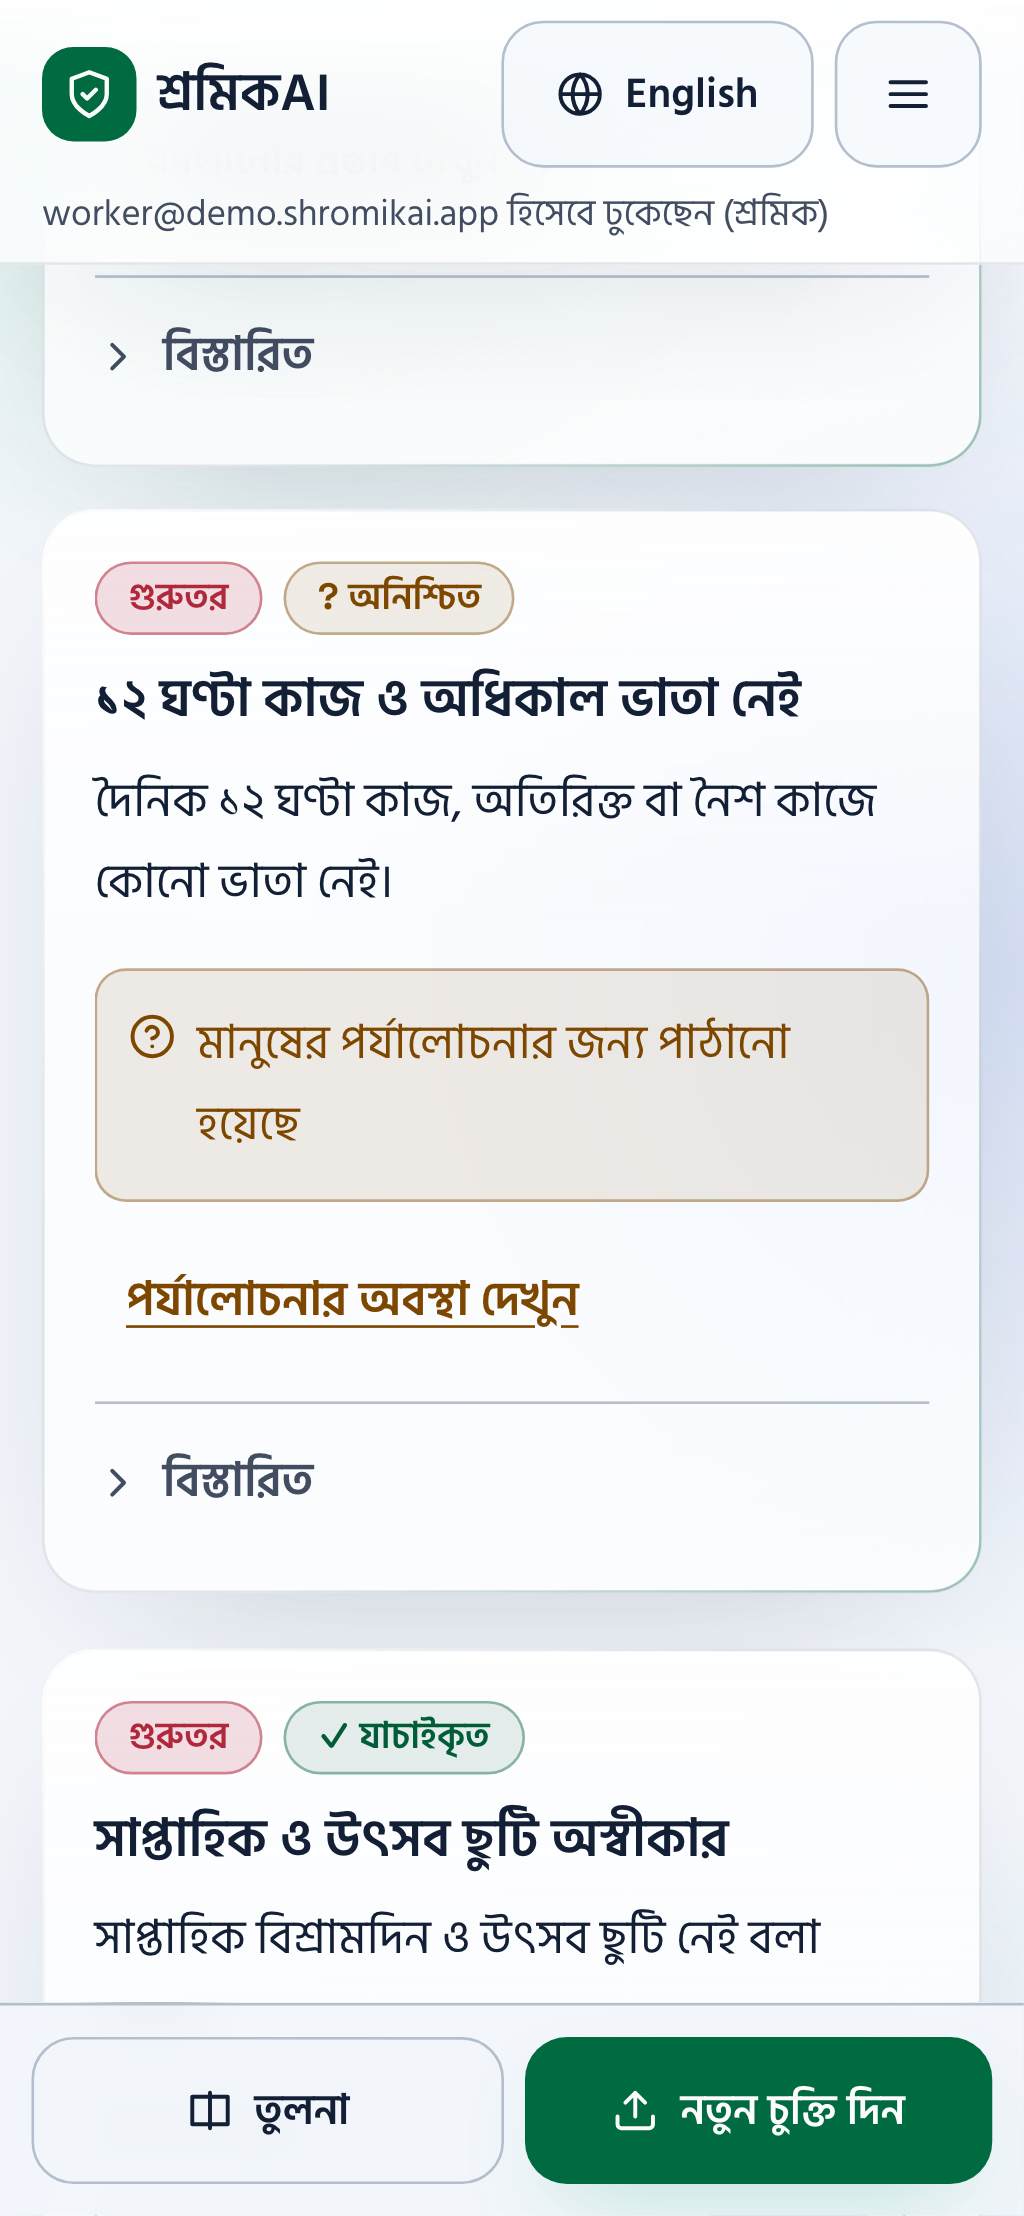 শ্রমিকAI
English
worker@demo.shromikai.app হিসেবে ঢুকেছেন (শ্রমিক)
বিস্তারিত
গুরুতর
? অনিশ্চিত
১২ ঘণ্টা কাজ ও অধিকাল ভাতা নেই
দৈনিক ১২ ঘণ্টা কাজ, অতিরিক্ত বা নৈশ কাজে
কোনো ভাতা নেই।
মানুষের পর্যালোচনার জন্য পাঠানো
হয়েছে
পর্যালোচনার অবস্থা দেখুন
বিস্তারিত
গুরুতর
✓ যাচাইকৃত
সাপ্তাহিক ও উৎসব ছুটি অস্বীকার
সাপ্তাহিক বিশ্রামদিন ও উৎসব ছুটি নেই বলা
তুলনা
নতুন চুক্তি দিন